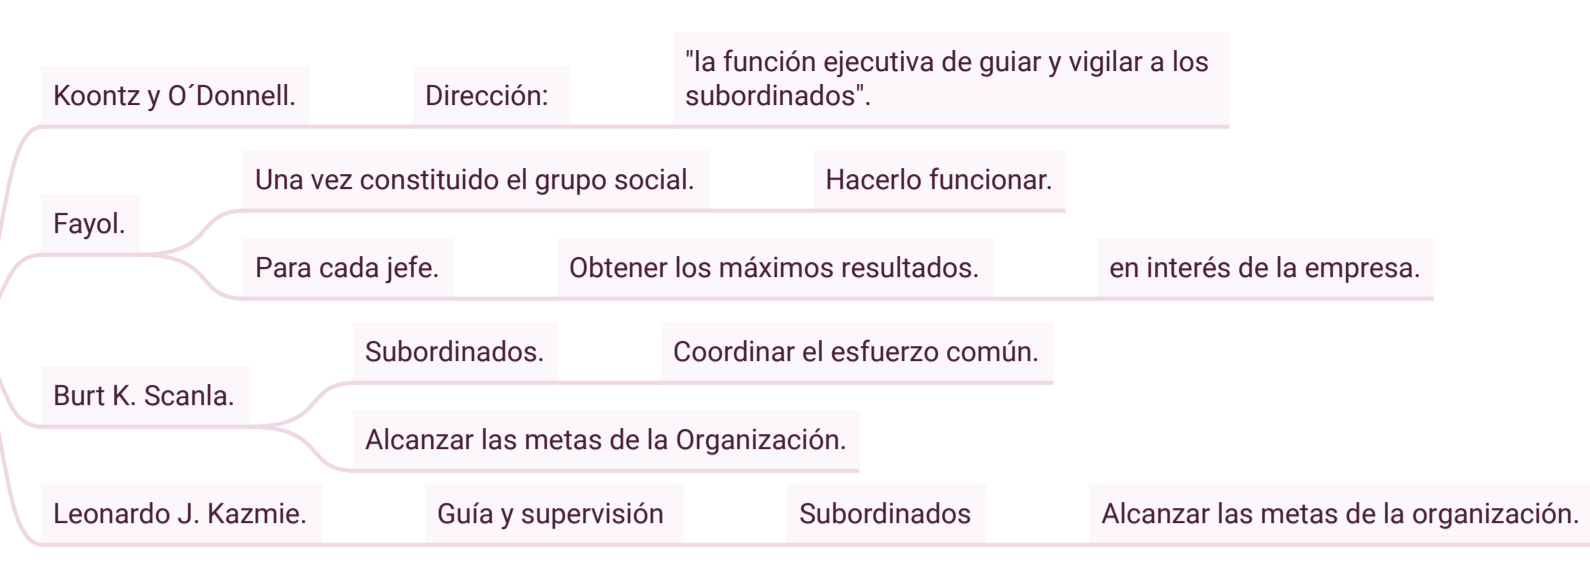 Koontz y O´Donnell.
Dirección:
"la función ejecutiva de guiar y vigilar a los
subordinados".
Fayol.
Una vez constituido el grupo social.
Hacerlo funcionar.
Para cada jefe.
Obtener los máximos resultados.
en interés de la empresa.
Burt K. Scanla.
Subordinados.
Coordinar el esfuerzo común.
Alcanzar las metas de la Organización.
Leonardo J. Kazmie.
Guía y supervisión
Subordinados
Alcanzar las metas de la organización.